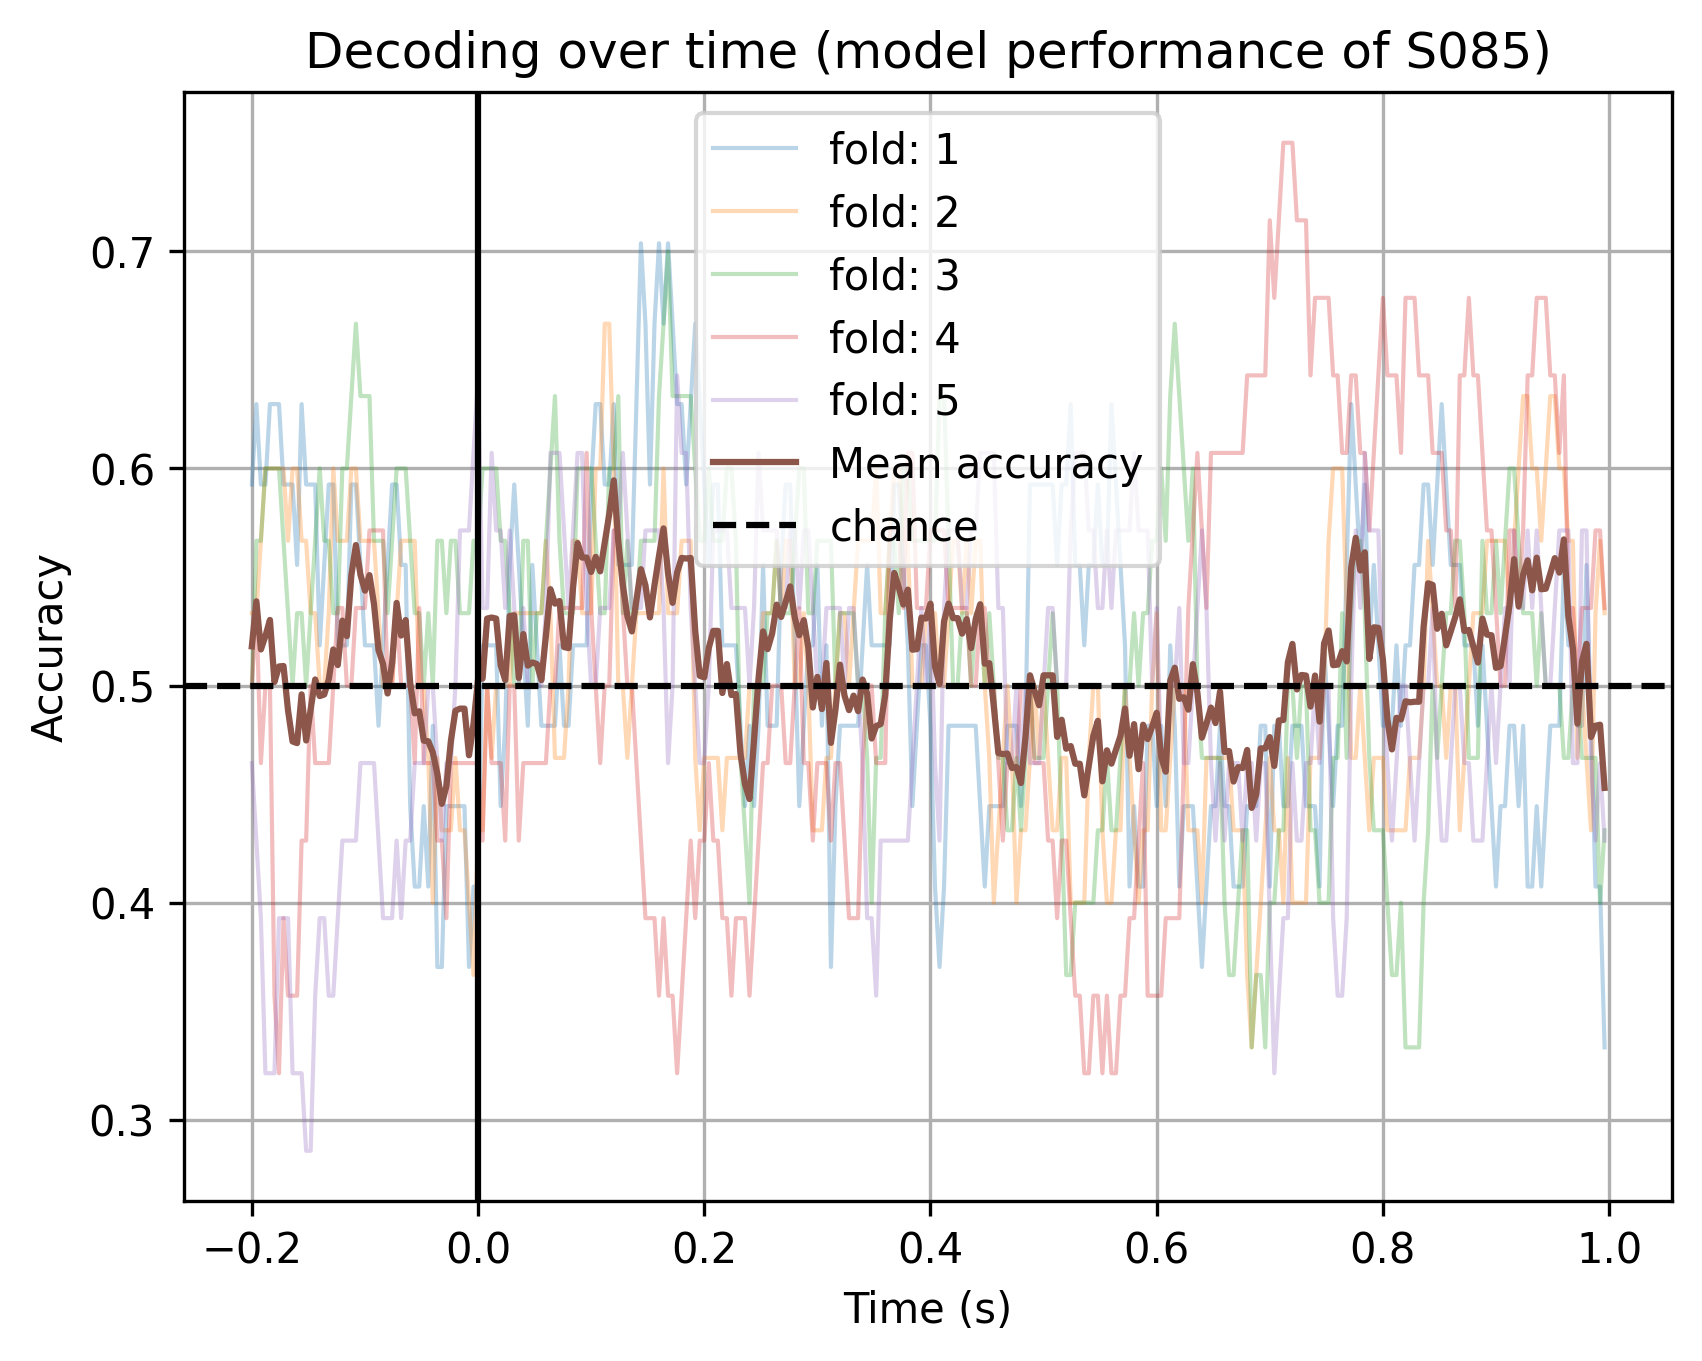 Decoding over time (model performance of S085)
fold: 1
fold: 2
fold: 3
fold: 4
fold: 5
Mean accuracy
chance
Accuracy
0.7
0.6
0.5
0.4
0.3
−0.2 0.0 0.2 0.4 0.6 0.8 1.0
Time (s)